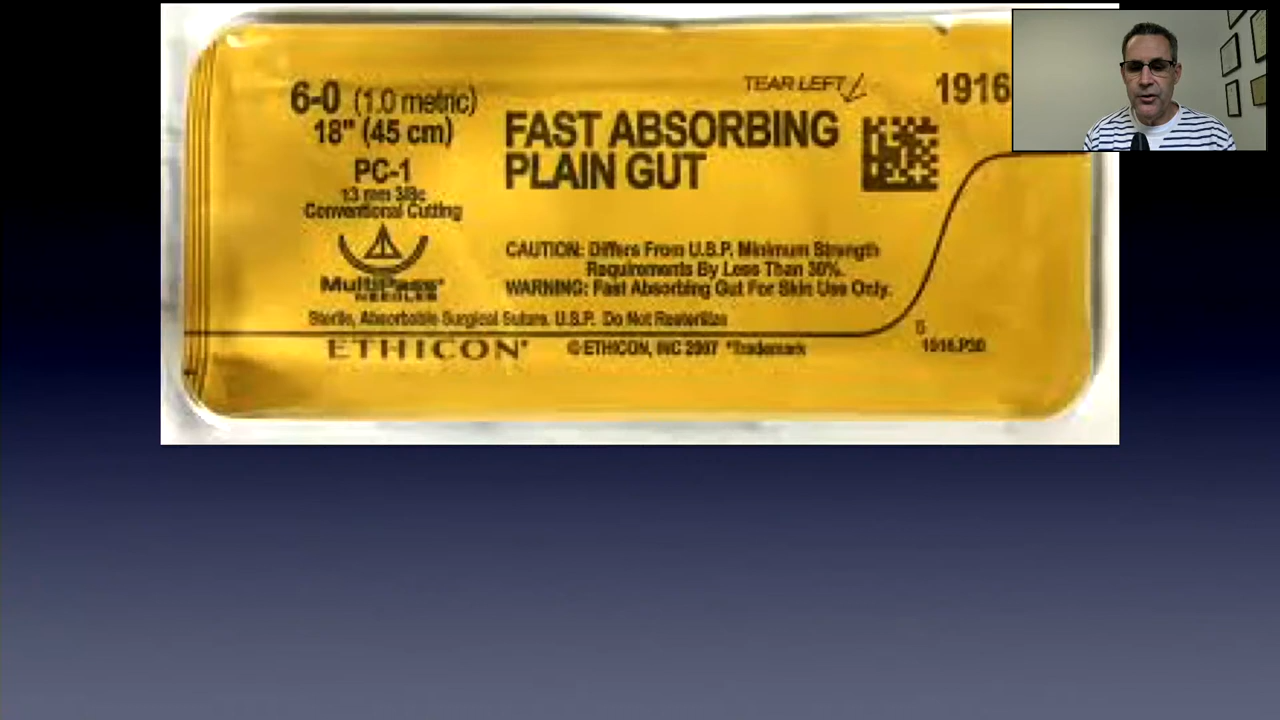 6-0 (1.0 metric)
18" (45 cm)
PC-1
13 mm 3/8c
Conventional Cutting
MultiPass*
NEEDLES
TEAR LEFT
1916
FAST ABSORBING
PLAIN GUT
CAUTION: Differs From U.S.P. Minimum Strength
Requirements By Less Than 30%.
WARNING: Fast Absorbing Gut For Skin Use Only.
Sterile, Absorbable Surgical Suture, U.S.P. Do Not Resterilize
ETHICON*
©ETHICON, INC 2007 *Trademark
1916.P30